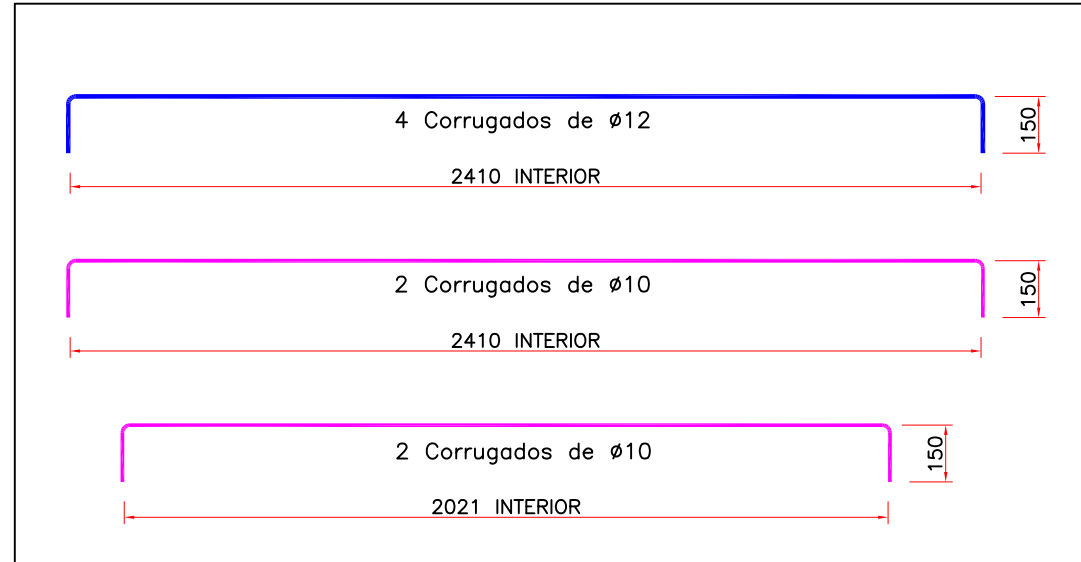 4 Corrugados de Ø12
150
2410 INTERIOR
2 Corrugados de Ø10
150
2410 INTERIOR
2 Corrugados de Ø10
150
2021 INTERIOR